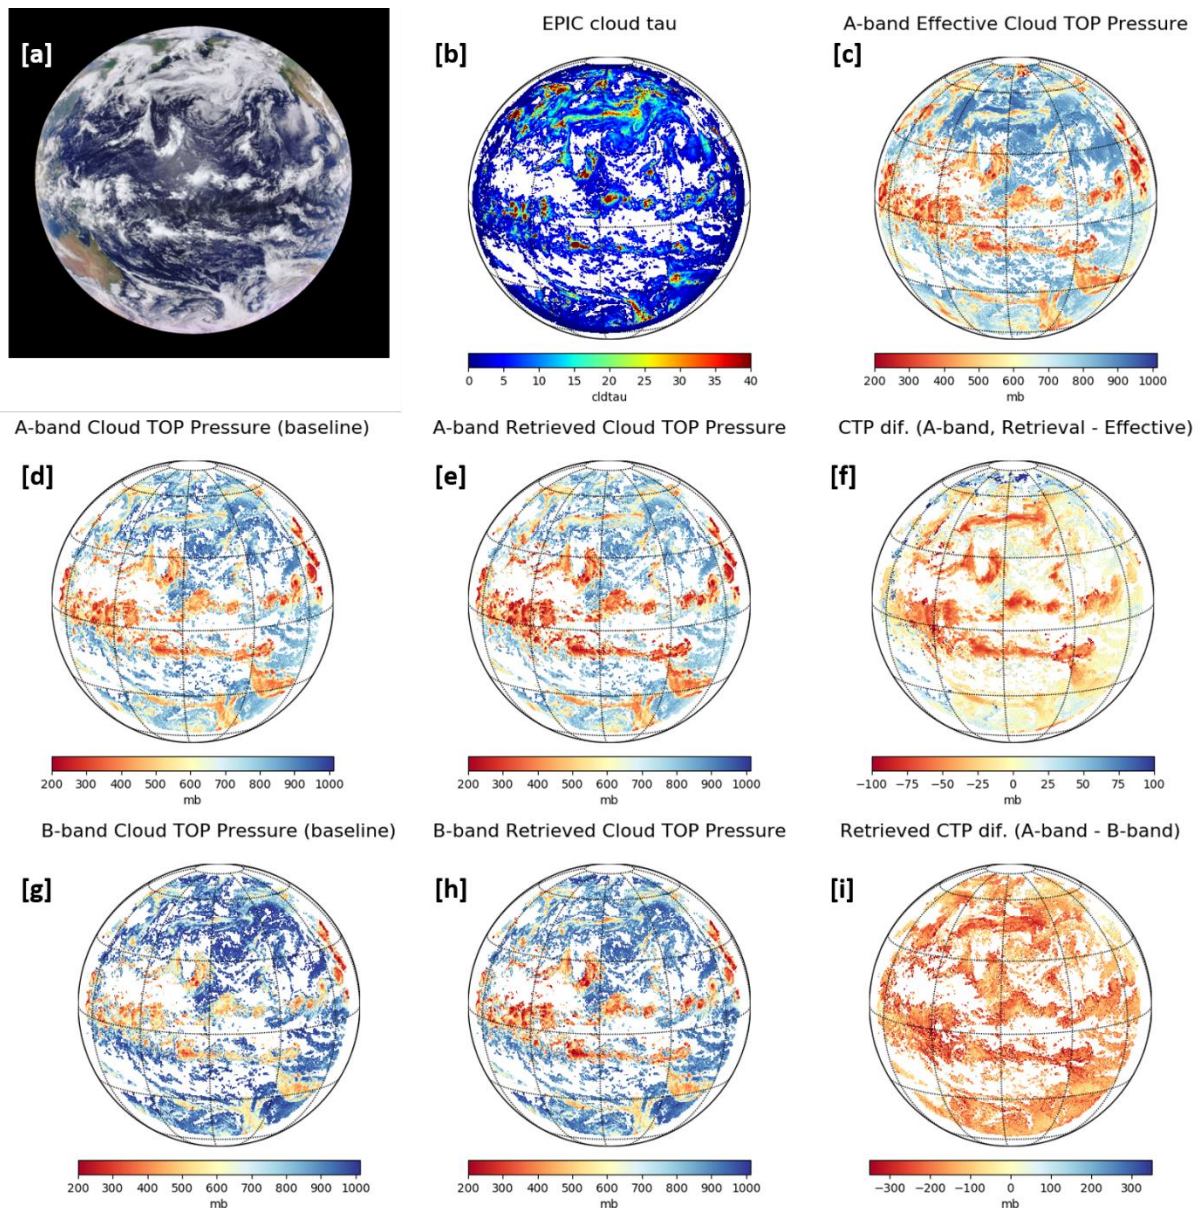 [a]
EPIC cloud tau
[b]
0 5 10 15 20 25 30 35 40
cldtau
A-band Effective Cloud TOP Pressure
[c]
200 300 400 500 600 700 800 900 1000
mb
A-band Cloud TOP Pressure (baseline)
[d]
200 300 400 500 600 700 800 900 1000
mb
A-band Retrieved Cloud TOP Pressure
[e]
200 300 400 500 600 700 800 900 1000
mb
CTP dif. (A-band, Retrieval - Effective)
[f]
−100 −75 −50 −25 0 25 50 75 100
mb
B-band Cloud TOP Pressure (baseline)
[g]
200 300 400 500 600 700 800 900 1000
mb
B-band Retrieved Cloud TOP Pressure
[h]
200 300 400 500 600 700 800 900 1000
mb
Retrieved CTP dif. (A-band - B-band)
[i]
−300 −200 −100 0 100 200 300
mb